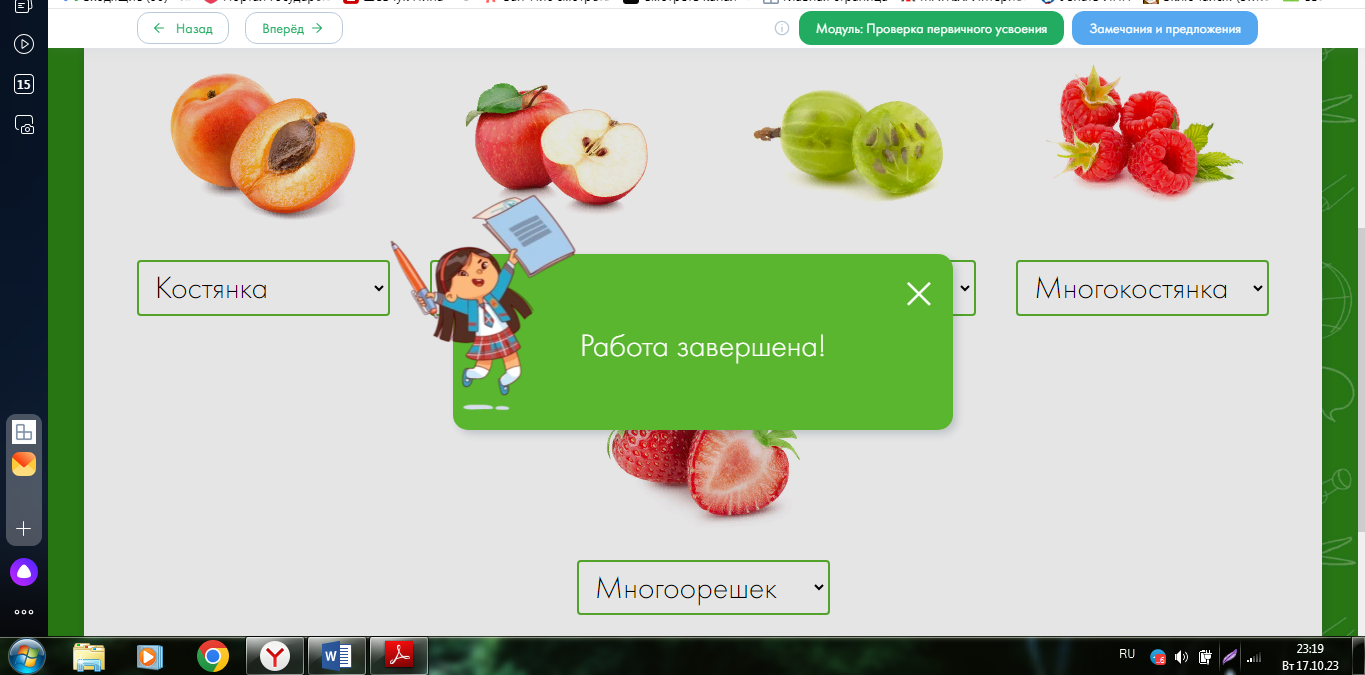 Назад
Вперёд
Модуль: Проверка первичного усвоения
Замечания и предложения
15
Костянка
Многокостянка
Работа завершена!
Многоорешек
RU
23:19
Вт 17.10.23